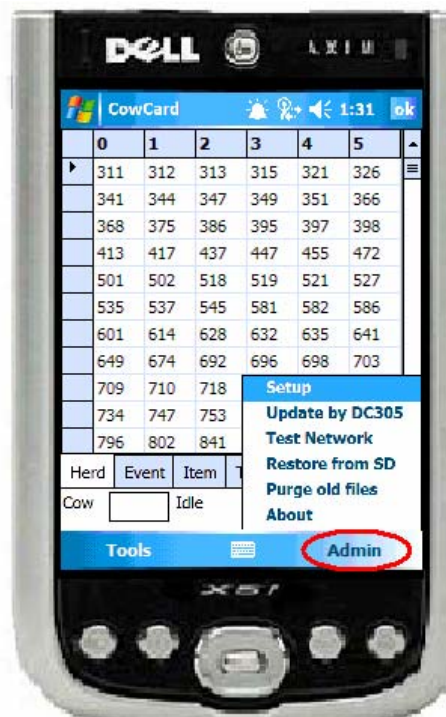 DELL AXIM
CowCard 1:31 ok
0 1 2 3 4 5
311 312 313 315 321 326
341 344 347 349 351 366
368 375 386 395 397 398
413 417 437 447 455 472
501 502 518 519 521 527
535 537 545 581 582 586
601 614 628 632 635 641
649 674 692 696 698 703
709 710 718
734 747 753
796 802 841
Setup
Update by DC305
Test Network
Restore from SD
Purge old files
About
Herd Event Item T
Cow Idle
Tools Admin
X51